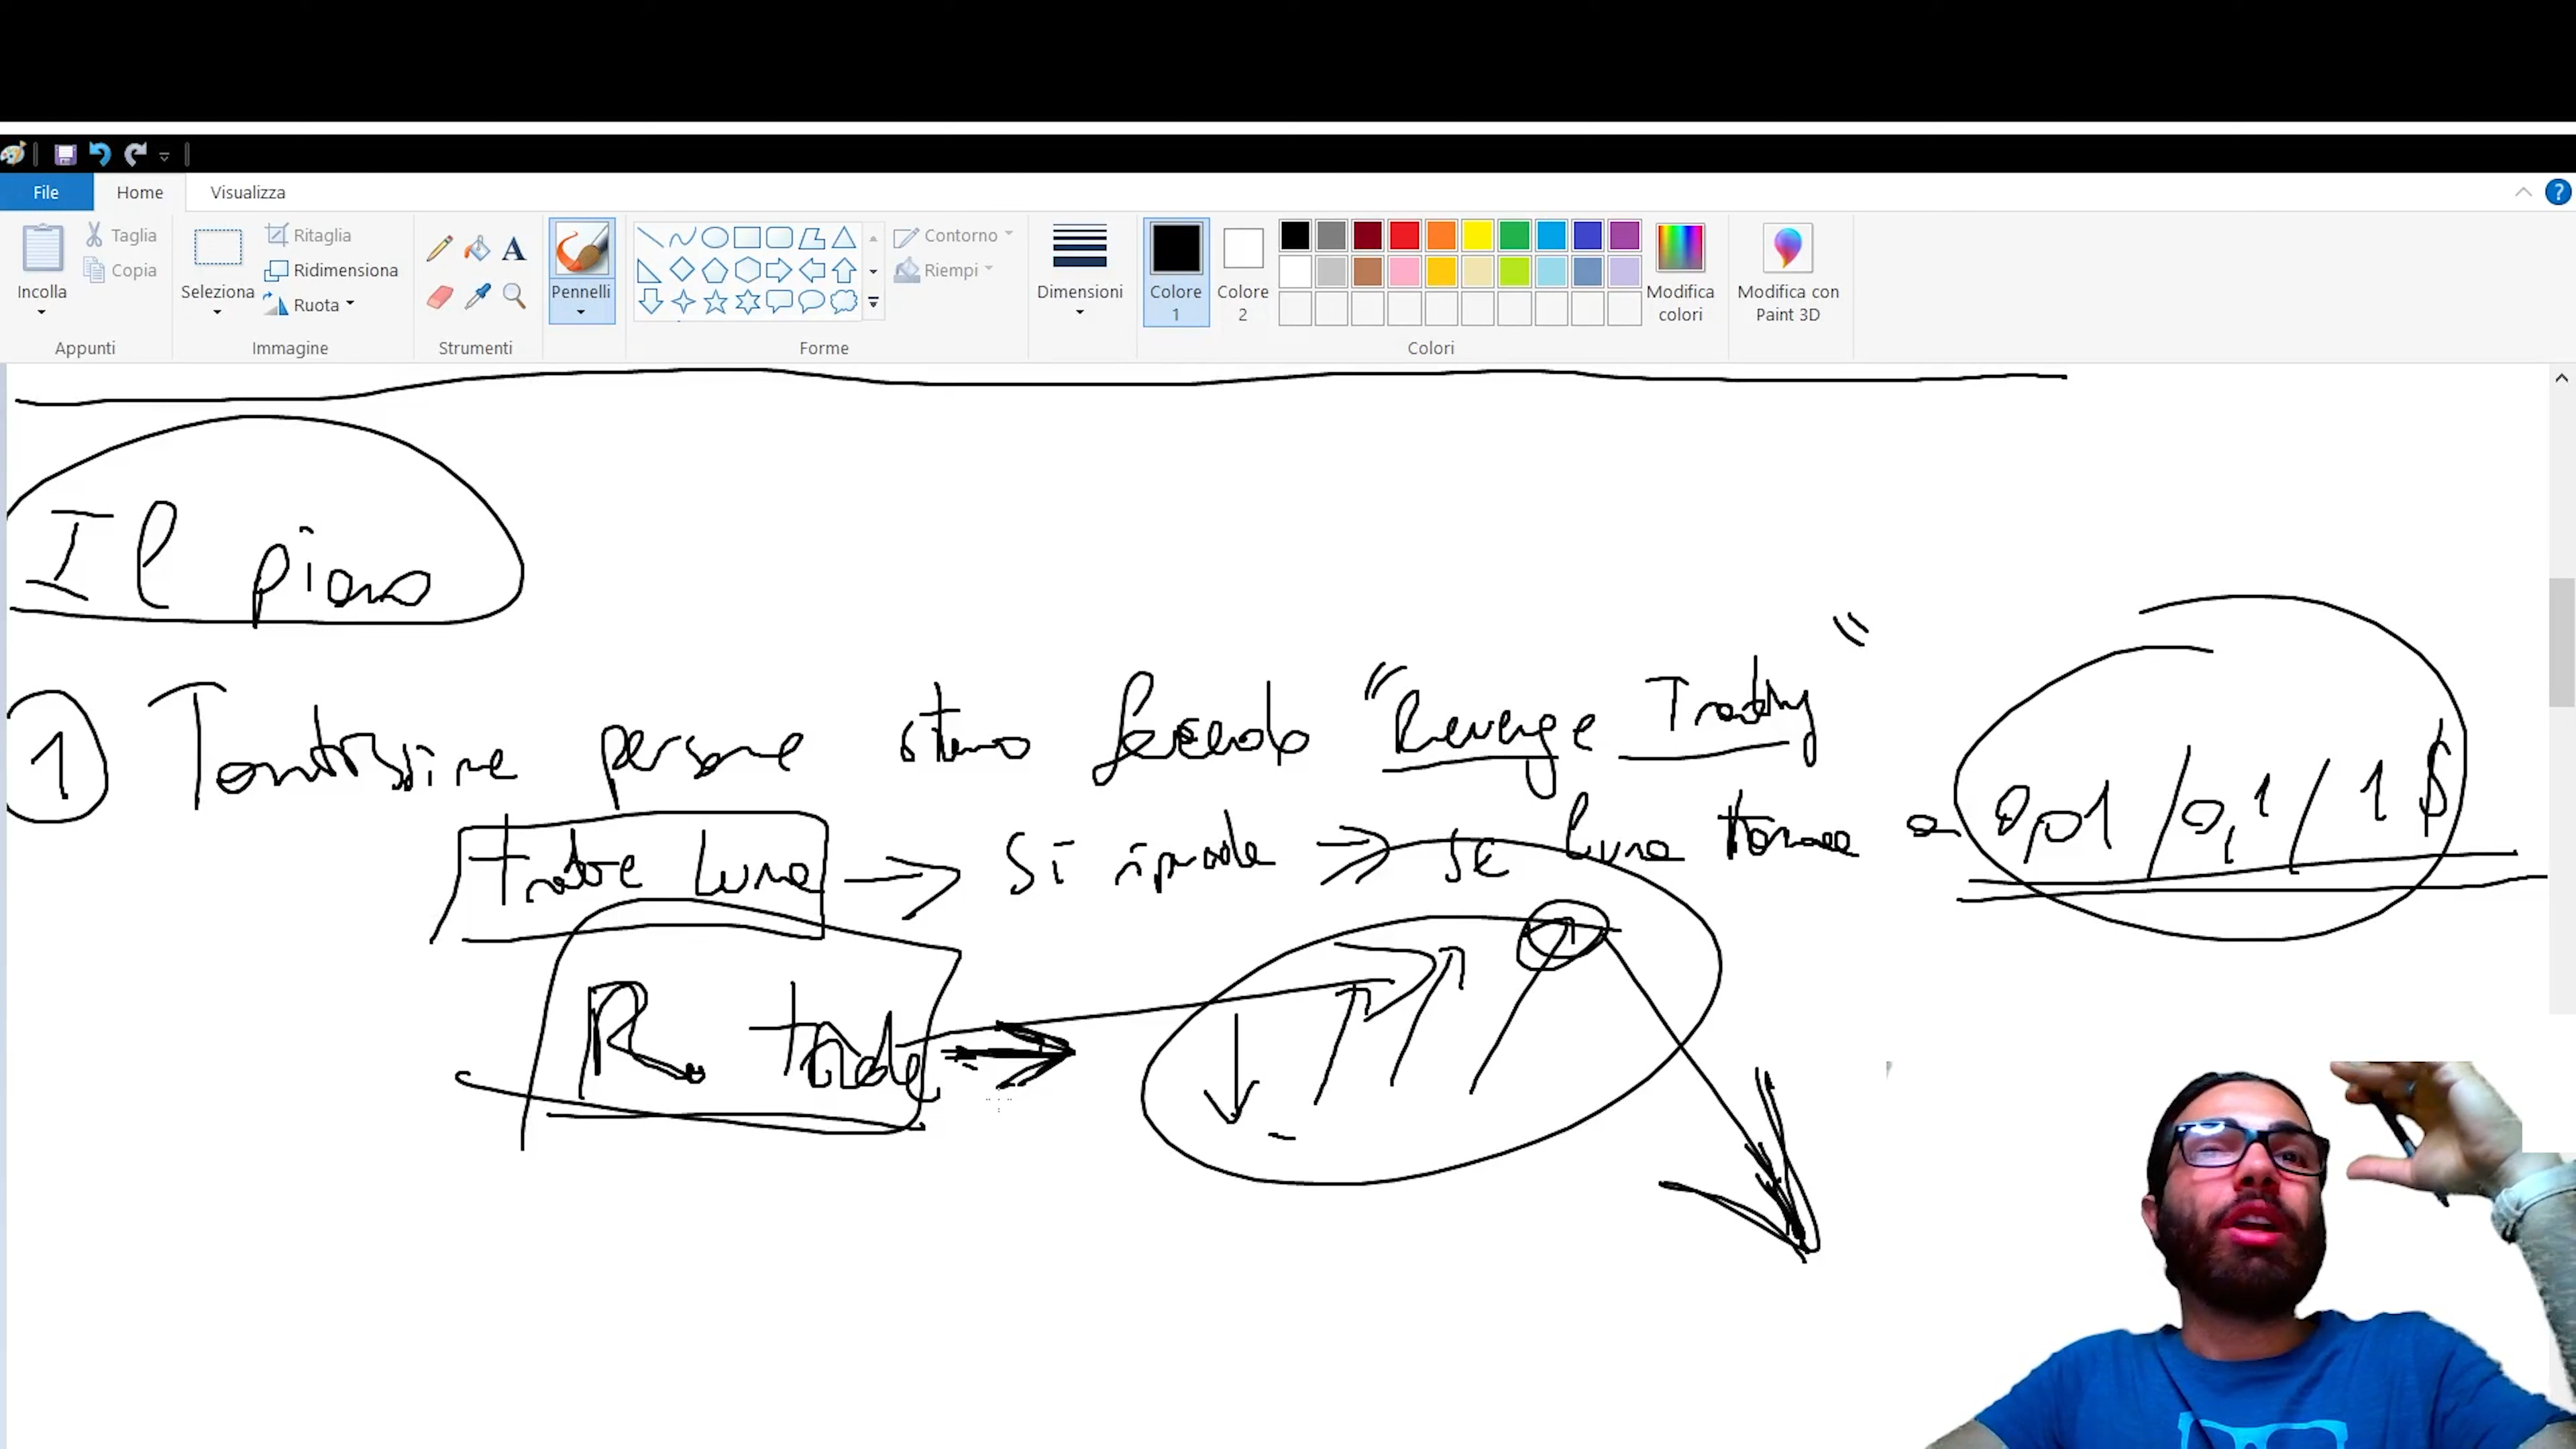 File Home Visualizza
Incolla
Taglia
Copia
Appunti
Seleziona
Ritaglia
Ridimensiona
Ruota
Immagine
A
Strumenti
Pennelli
Forme
Contorno
Riempi
Dimensioni
Colore 1
Colore 2
Modifica colori
Colori
Modifica con Paint 3D
?
Il piano
1 Tantissime persone stanno facendo "Revenge Trading"
trade Luna → Si riprende → se luna torna a 0,01 / 0,1 / 1 $
R. trade